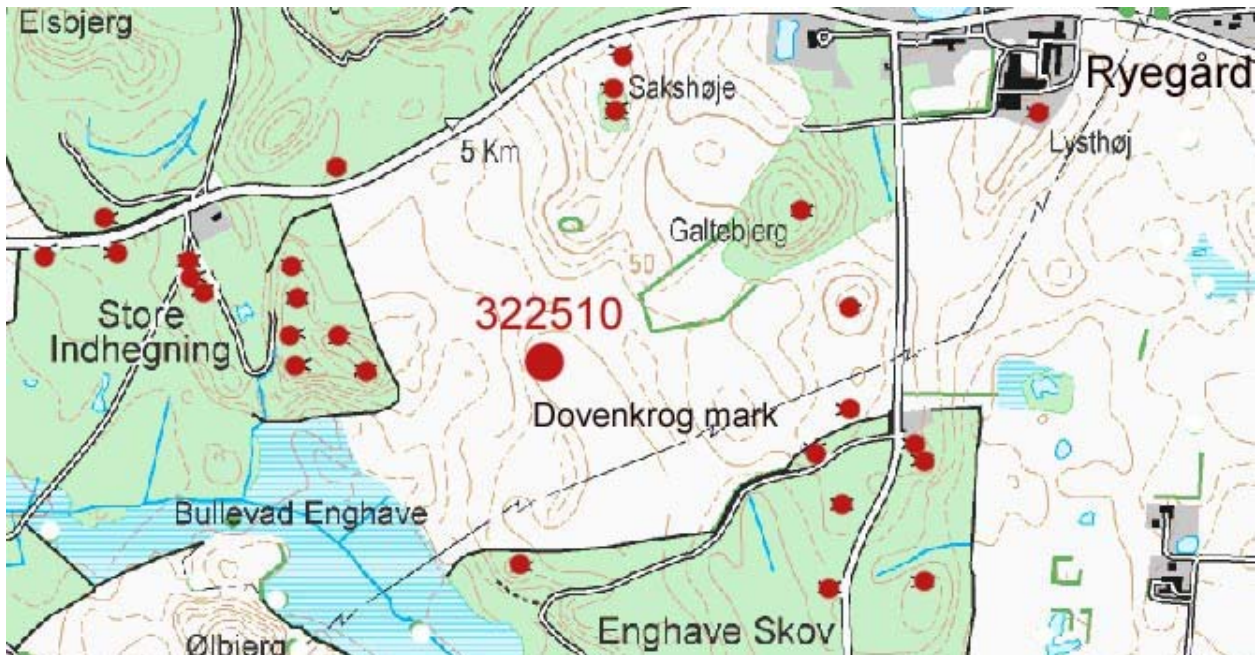 Elsbjerg
Sakshøje
Ryegård
5 Km
Lysthøj
Galtebjerg
50
322510
Store
Indhegning
Dovenkrog mark
Bullevad Enghave
Enghave Skov
Ølbjerg